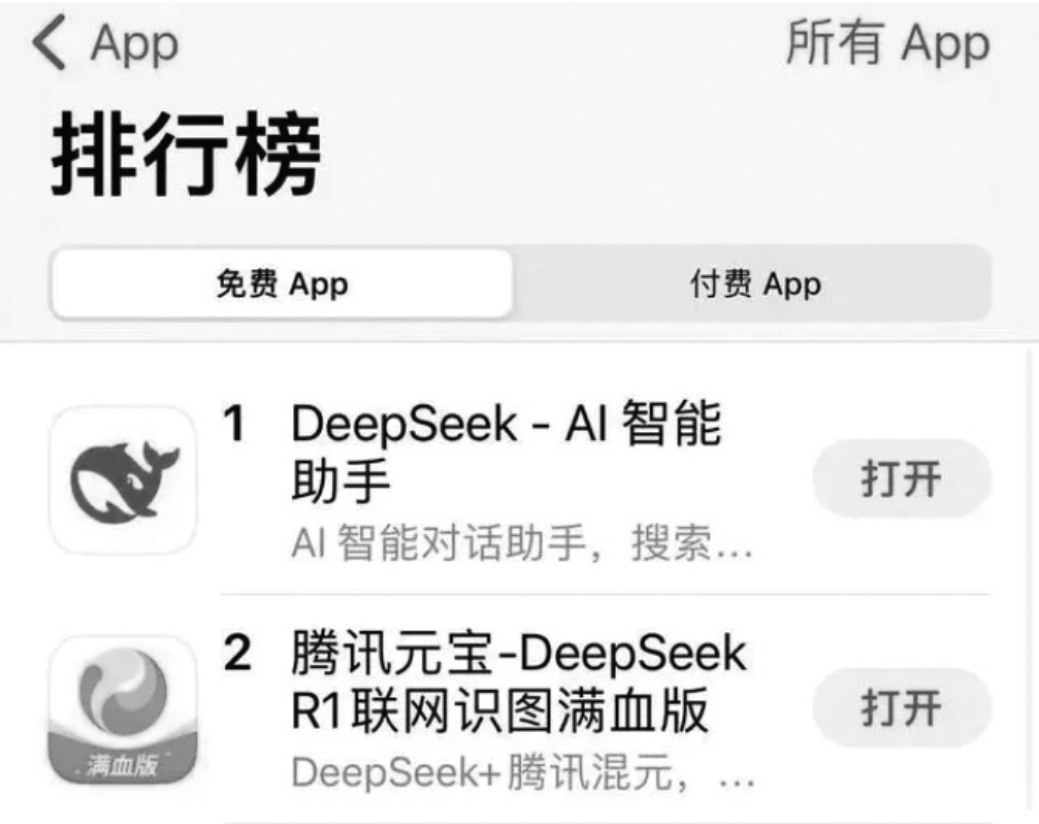 App 所有 App
排行榜
免费 App 付费 App
1 DeepSeek - AI 智能
助手 打开
AI 智能对话助手，搜索...
2 腾讯元宝-DeepSeek
R1联网识图满血版 打开
满血版 DeepSeek+腾讯混元，...